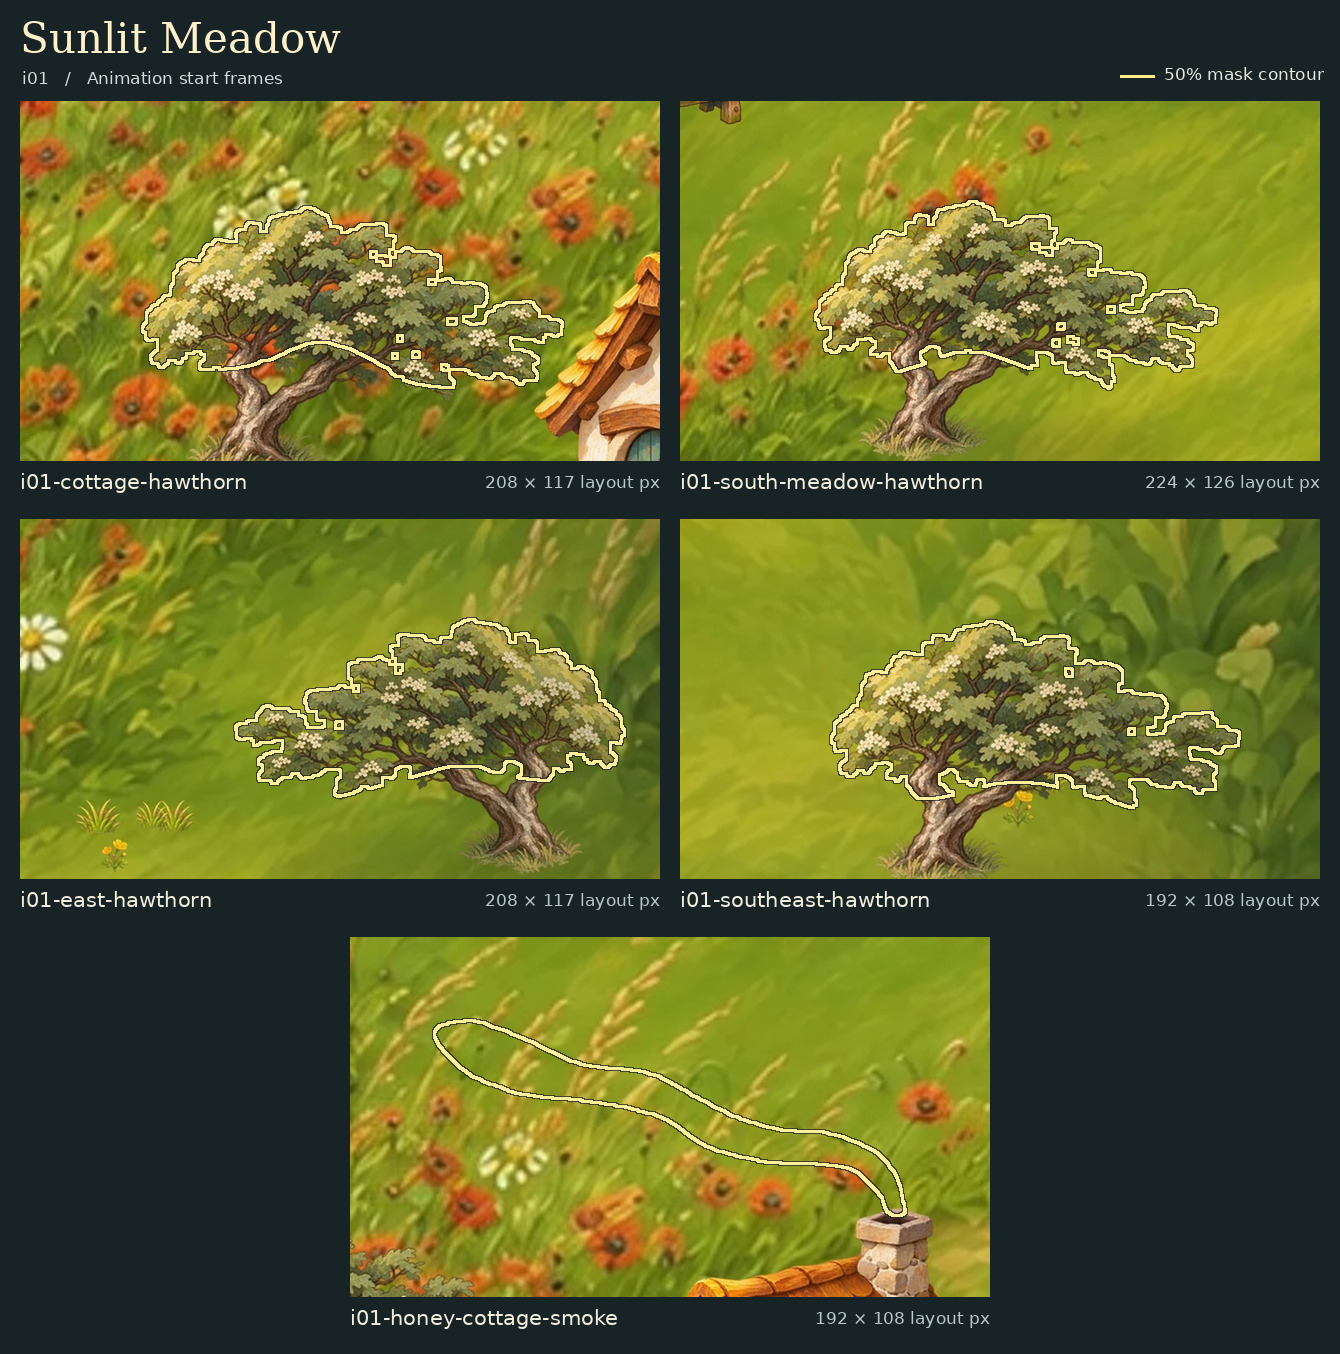 Sunlit Meadow
i01 / Animation start frames
50% mask contour
i01-cottage-hawthorn 208 × 117 layout px
i01-south-meadow-hawthorn 224 × 126 layout px
i01-east-hawthorn 208 × 117 layout px
i01-southeast-hawthorn 192 × 108 layout px
i01-honey-cottage-smoke 192 × 108 layout px